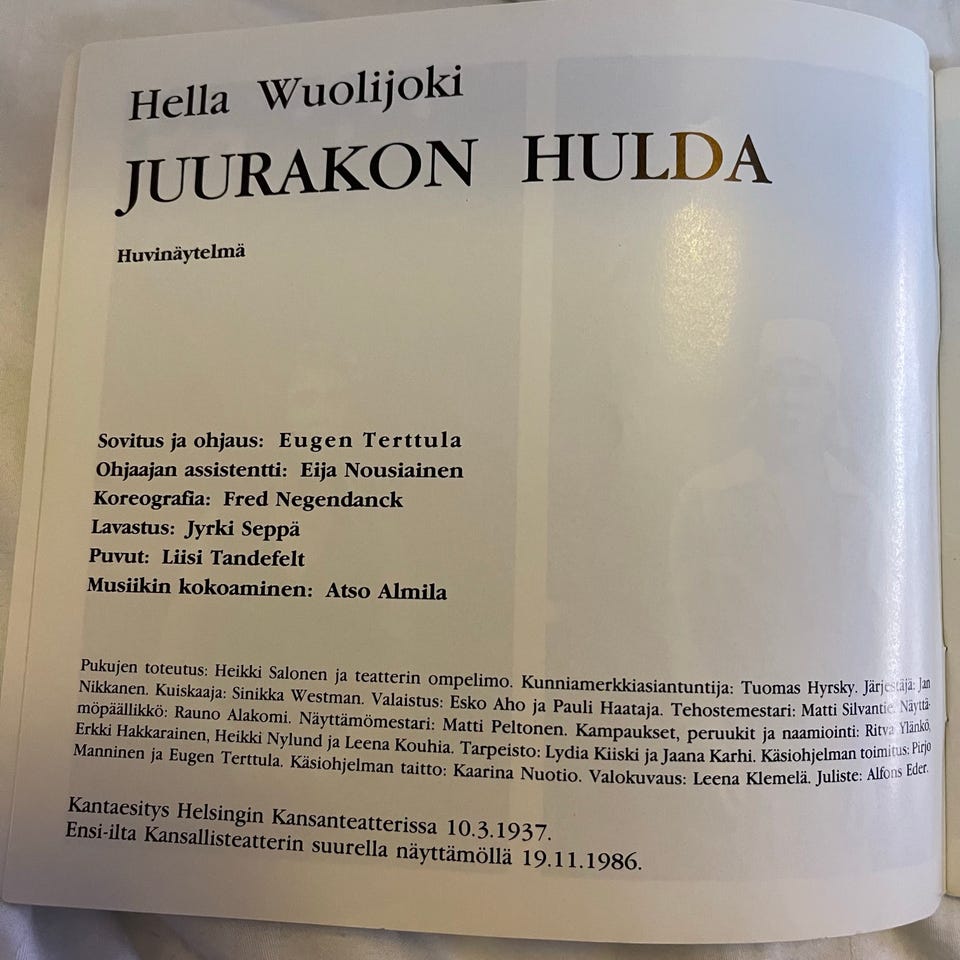 Hella Wuolijoki
JUURAKON HULDA
Huvinäytelmä
Sovitus ja ohjaus: Eugen Terttula
Ohjaajan assistentti: Eija Nousiainen
Koreografia: Fred Negendanck
Lavastus: Jyrki Seppä
Puvut: Liisi Tandefelt
Musiikin kokoaminen: Atso Almila
Pukujen toteutus: Heikki Salonen ja teatterin ompelimo. Kunniamerkkiasiantuntija: Tuomas Hyrsky. Järjestäjä: Jan
Nikkanen. Kuiskaaja: Sinikka Westman. Valaistus: Esko Aho ja Pauli Haataja. Tehostemestari: Matti Silvantie. Näyttä-
möpäällikkö: Rauno Alakomi. Näyttämömestari: Matti Peltonen. Kampaukset, peruukit ja naamiointi: Ritva Ylänkö,
Erkki Hakkarainen, Heikki Nylund ja Leena Kouhia. Tarpeisto: Lydia Kiiski ja Jaana Karhi. Käsiohjelman toimitus: Pirjo
Manninen ja Eugen Terttula. Käsiohjelman taitto: Kaarina Nuotio. Valokuvaus: Leena Klemelä. Juliste: Alfons Eder.
Kantaesitys Helsingin Kansanteatterissa 10.3.1937.
Ensi-ilta Kansallisteatterin suurella näyttämöllä 19.11.1986.